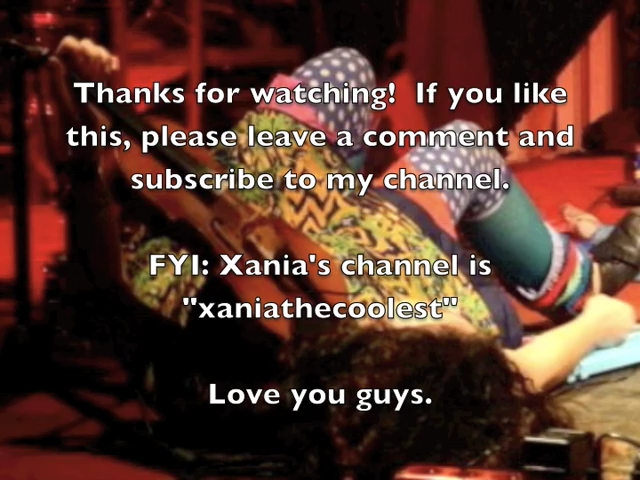 Thanks for watching!  If you like
this, please leave a comment and
subscribe to my channel.
FYI: Xania's channel is
"xaniathecoolest"
Love you guys.